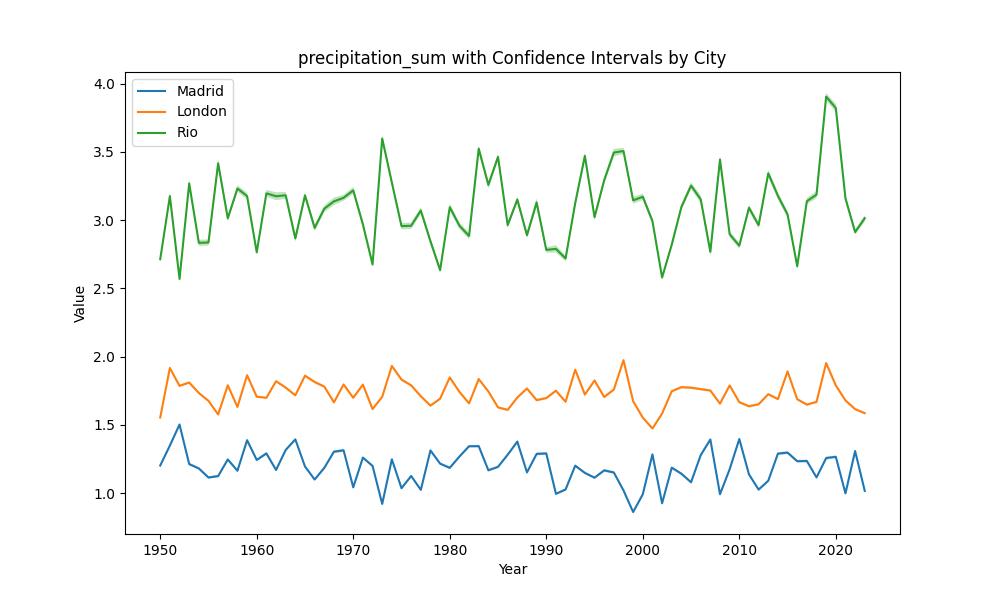 precipitation_sum with Confidence Intervals by City
Madrid
London
Rio
4.0
3.5
3.0
2.5
2.0
1.5
1.0
Value
1950
1960
1970
1980
1990
2000
2010
2020
Year